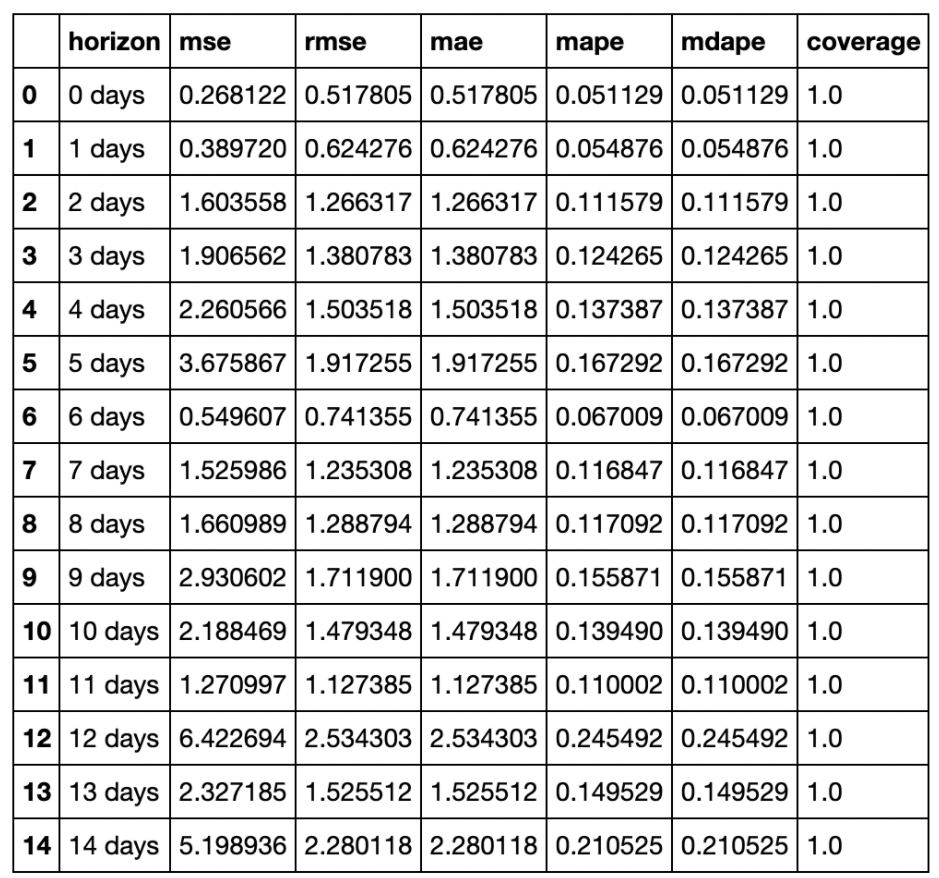 horizon mse rmse mae mape mdape coverage
0 0 days 0.268122 0.517805 0.517805 0.051129 0.051129 1.0
1 1 days 0.389720 0.624276 0.624276 0.054876 0.054876 1.0
2 2 days 1.603558 1.266317 1.266317 0.111579 0.111579 1.0
3 3 days 1.906562 1.380783 1.380783 0.124265 0.124265 1.0
4 4 days 2.260566 1.503518 1.503518 0.137387 0.137387 1.0
5 5 days 3.675867 1.917255 1.917255 0.167292 0.167292 1.0
6 6 days 0.549607 0.741355 0.741355 0.067009 0.067009 1.0
7 7 days 1.525986 1.235308 1.235308 0.116847 0.116847 1.0
8 8 days 1.660989 1.288794 1.288794 0.117092 0.117092 1.0
9 9 days 2.930602 1.711900 1.711900 0.155871 0.155871 1.0
10 10 days 2.188469 1.479348 1.479348 0.139490 0.139490 1.0
11 11 days 1.270997 1.127385 1.127385 0.110002 0.110002 1.0
12 12 days 6.422694 2.534303 2.534303 0.245492 0.245492 1.0
13 13 days 2.327185 1.525512 1.525512 0.149529 0.149529 1.0
14 14 days 5.198936 2.280118 2.280118 0.210525 0.210525 1.0